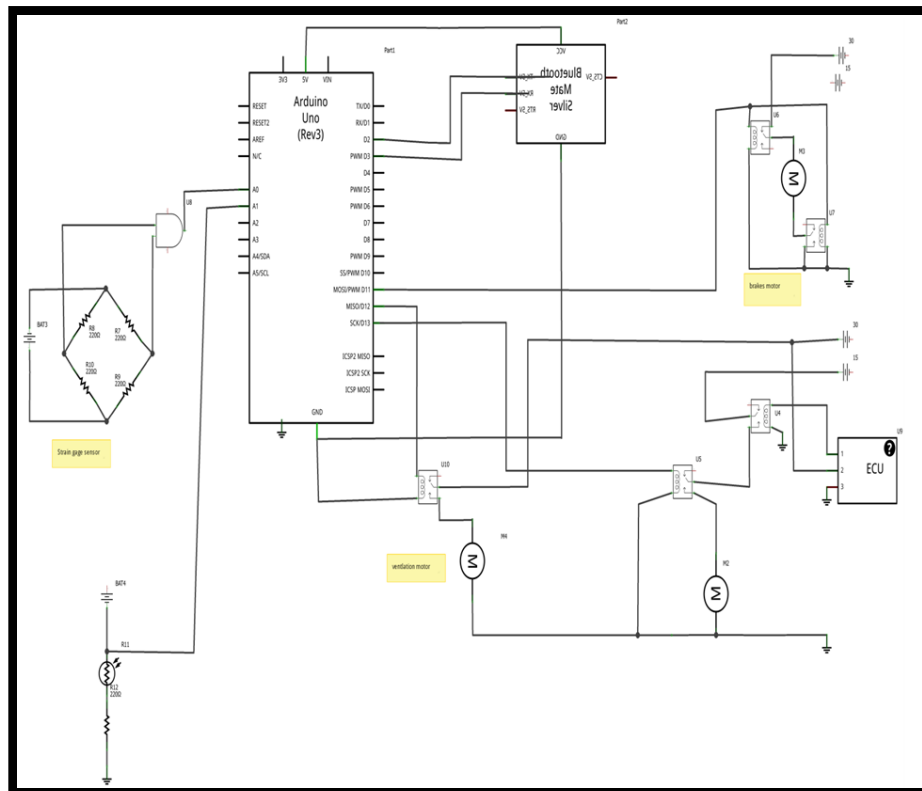 Part2
Part1
30
15
3V3
5V
VIN
VCC
Arduino
Uno
(Rev3)
Bluetooth
Mate
Silver
CTS_5V
RTS_5V
GND
RESET
RESET2
AREF
N/C
A0
A1
A2
A3
A4/SDA
A5/SCL
TX/D0
RX/D1
D2
PWM D3
D4
PWM D5
PWM D6
D7
D8
PWM D9
SS/PWM D10
MOSI/PWM D11
MISO/D12
SCK/D13
ICSP2 MISO
ICSP2 SCK
ICSP MOSI
GND
U6
M3
M
U7
brakes motor
U8
BAT3
R8
220Ω
R7
220Ω
R10
220Ω
R9
220Ω
Strain gage sensor
30
15
U4
U9
1
2
3
ECU
?
U10
U5
ventilation motor
M
M2
M
BAT4
R11
R12
220Ω